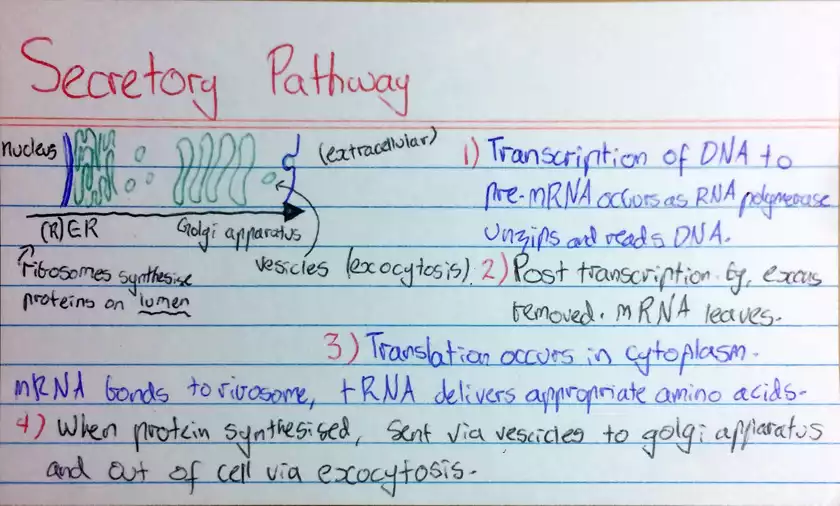 Secretory Pathway
nucleus
(extracellular)
(R)ER
Golgi apparatus
ribosomes synthesise
proteins on lumen
vesicles (exocytosis)
1) Transcription of DNA to
pre-mRNA occurs as RNA polymerase
unzips and reads DNA.
2) Post transcription. Eg, exons
removed. mRNA leaves.
3) Translation occurs in cytoplasm.
mRNA bonds to ribosome, tRNA delivers appropriate amino acids.
4) When protein synthesised, sent via vescicles to golgi apparatus
and out of cell via exocytosis.